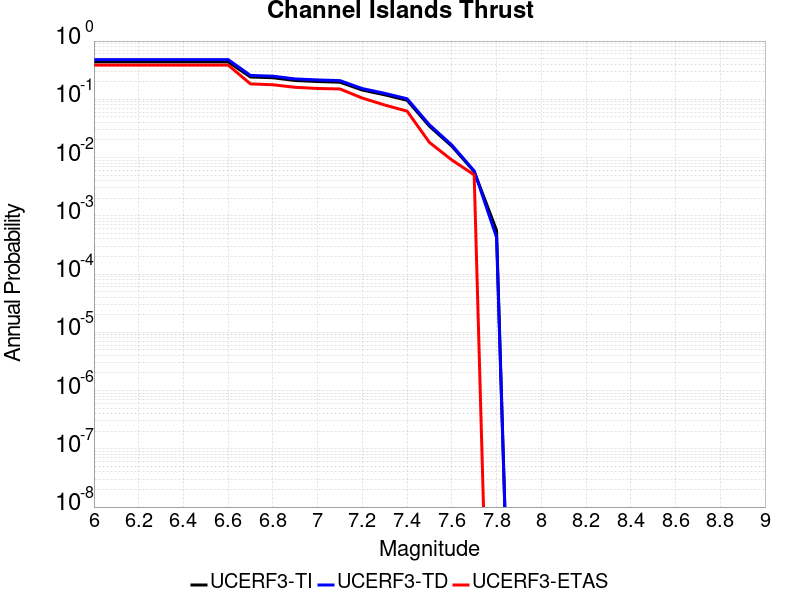 Channel Islands Thrust
10^0
10^-1
10^-2
10^-3
10^-4
10^-5
10^-6
10^-7
10^-8
Annual Probability
6 6.2 6.4 6.6 6.8 7 7.2 7.4 7.6 7.8 8 8.2 8.4 8.6 8.8 9
Magnitude
UCERF3-TI UCERF3-TD UCERF3-ETAS